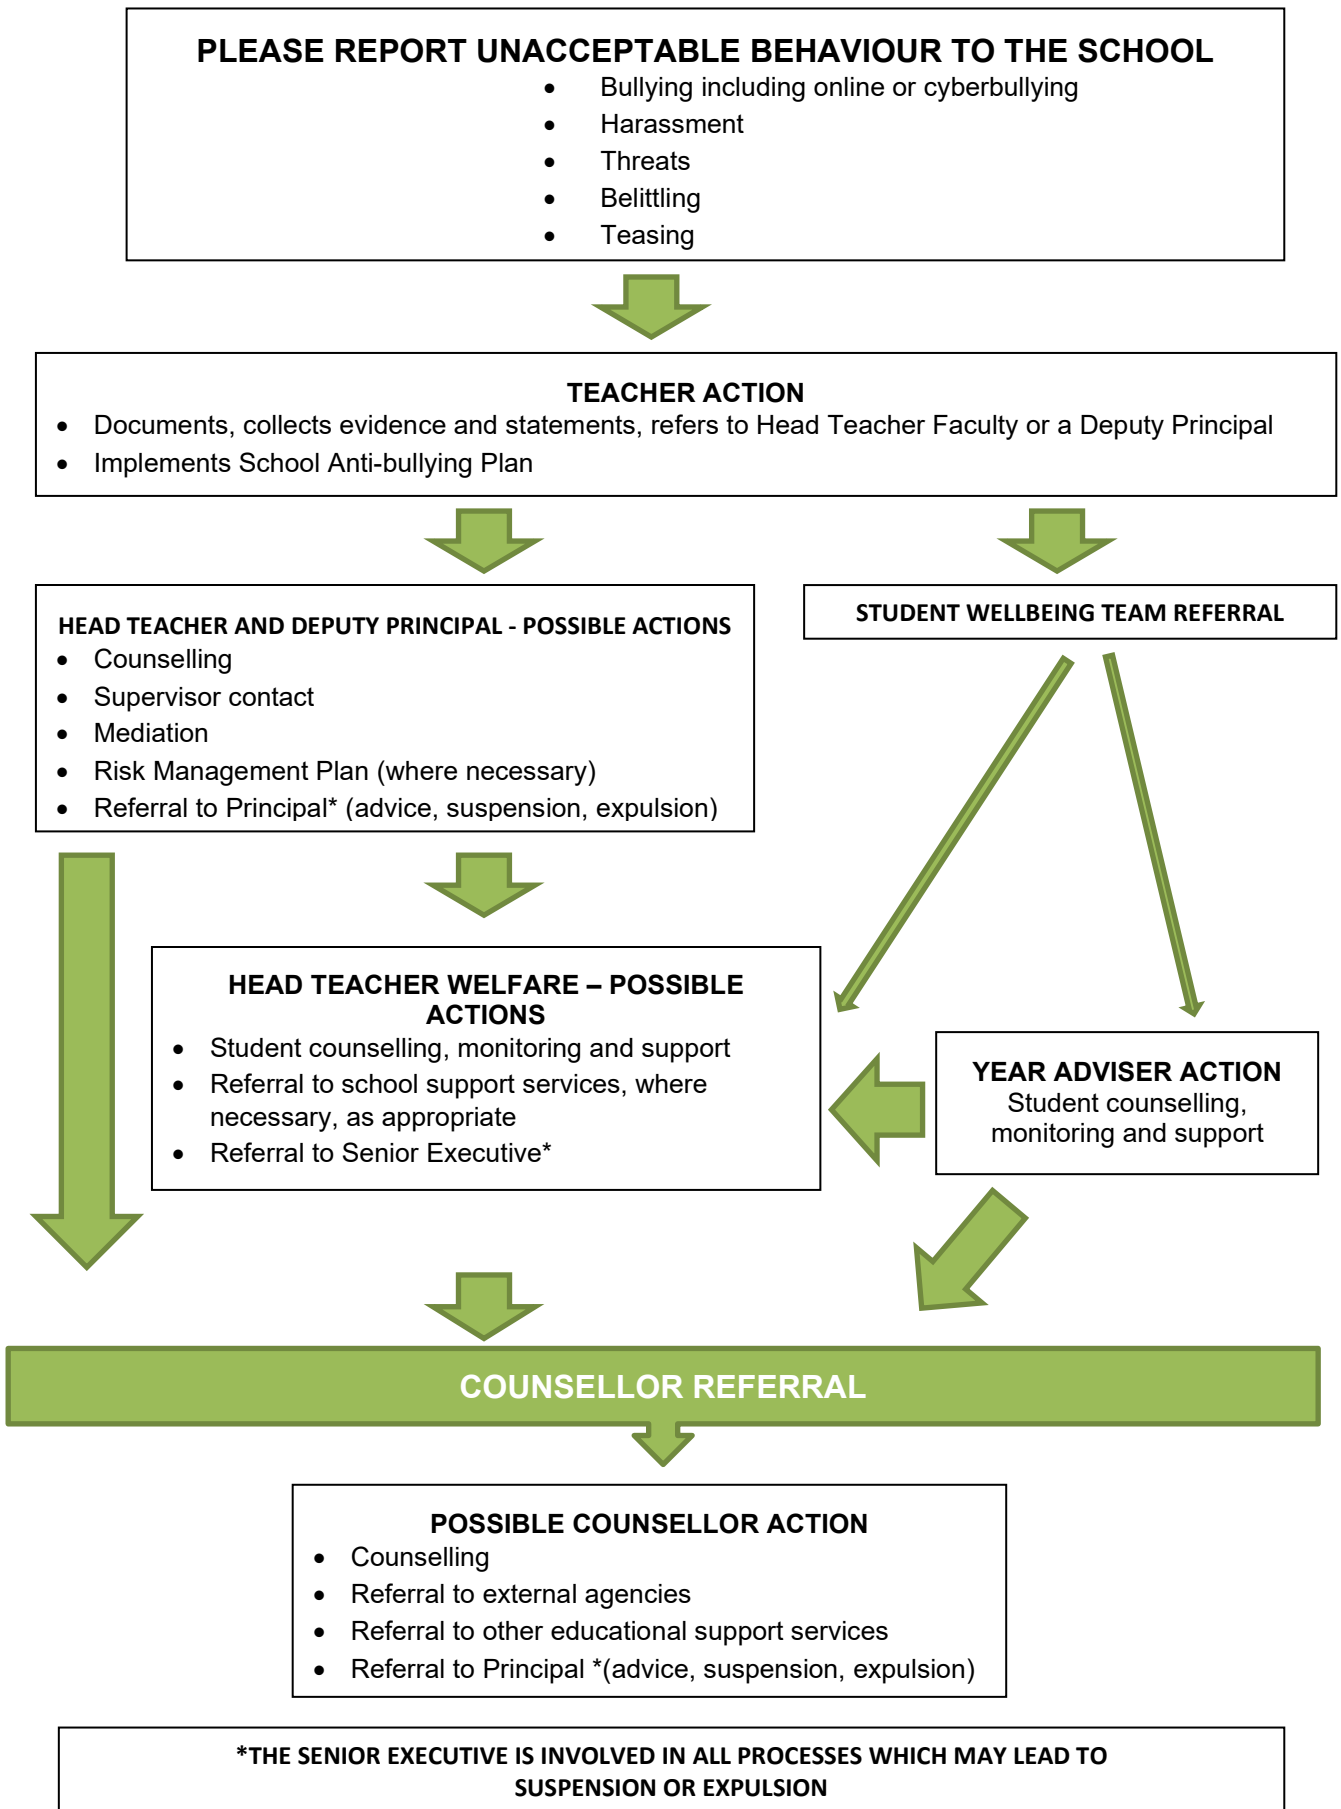 PLEASE REPORT UNACCEPTABLE BEHAVIOUR TO THE SCHOOL
• Bullying including online or cyberbullying
• Harassment
• Threats
• Belittling
• Teasing
TEACHER ACTION
• Documents, collects evidence and statements, refers to Head Teacher Faculty or a Deputy Principal
• Implements School Anti-bullying Plan
HEAD TEACHER AND DEPUTY PRINCIPAL - POSSIBLE ACTIONS
• Counselling
• Supervisor contact
• Mediation
• Risk Management Plan (where necessary)
• Referral to Principal* (advice, suspension, expulsion)
STUDENT WELLBEING TEAM REFERRAL
HEAD TEACHER WELFARE – POSSIBLE
ACTIONS
• Student counselling, monitoring and support
• Referral to school support services, where
necessary, as appropriate
• Referral to Senior Executive*
YEAR ADVISER ACTION
Student counselling,
monitoring and support
COUNSELLOR REFERRAL
POSSIBLE COUNSELLOR ACTION
• Counselling
• Referral to external agencies
• Referral to other educational support services
• Referral to Principal *(advice, suspension, expulsion)
*THE SENIOR EXECUTIVE IS INVOLVED IN ALL PROCESSES WHICH MAY LEAD TO
SUSPENSION OR EXPULSION